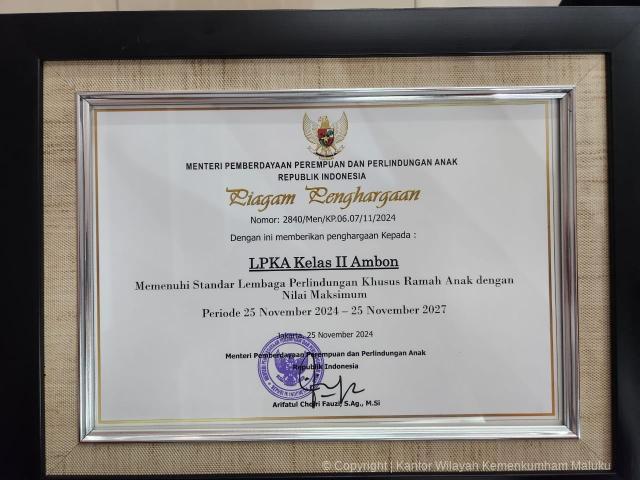 MENTERI PEMBERDAYAAN PEREMPUAN DAN PERLINDUNGAN ANAK
REPUBLIK INDONESIA
Piagam Penghargaan
Nomor: 2840/Men/KP.06.07/11/2024
Dengan ini memberikan penghargaan Kepada :
LPKA Kelas II Ambon
Memenuhi Standar Lembaga Perlindungan Khusus Ramah Anak dengan
Nilai Maksimum
Periode 25 November 2024 – 25 November 2027
Jakarta, 25 November 2024
Menteri Pemberdayaan Perempuan dan Perlindungan Anak
Republik Indonesia
Arifatul Choiri Fauzi, S.Ag., M.Si
© Copyright | Kantor Wilayah Kemenkumham Maluku